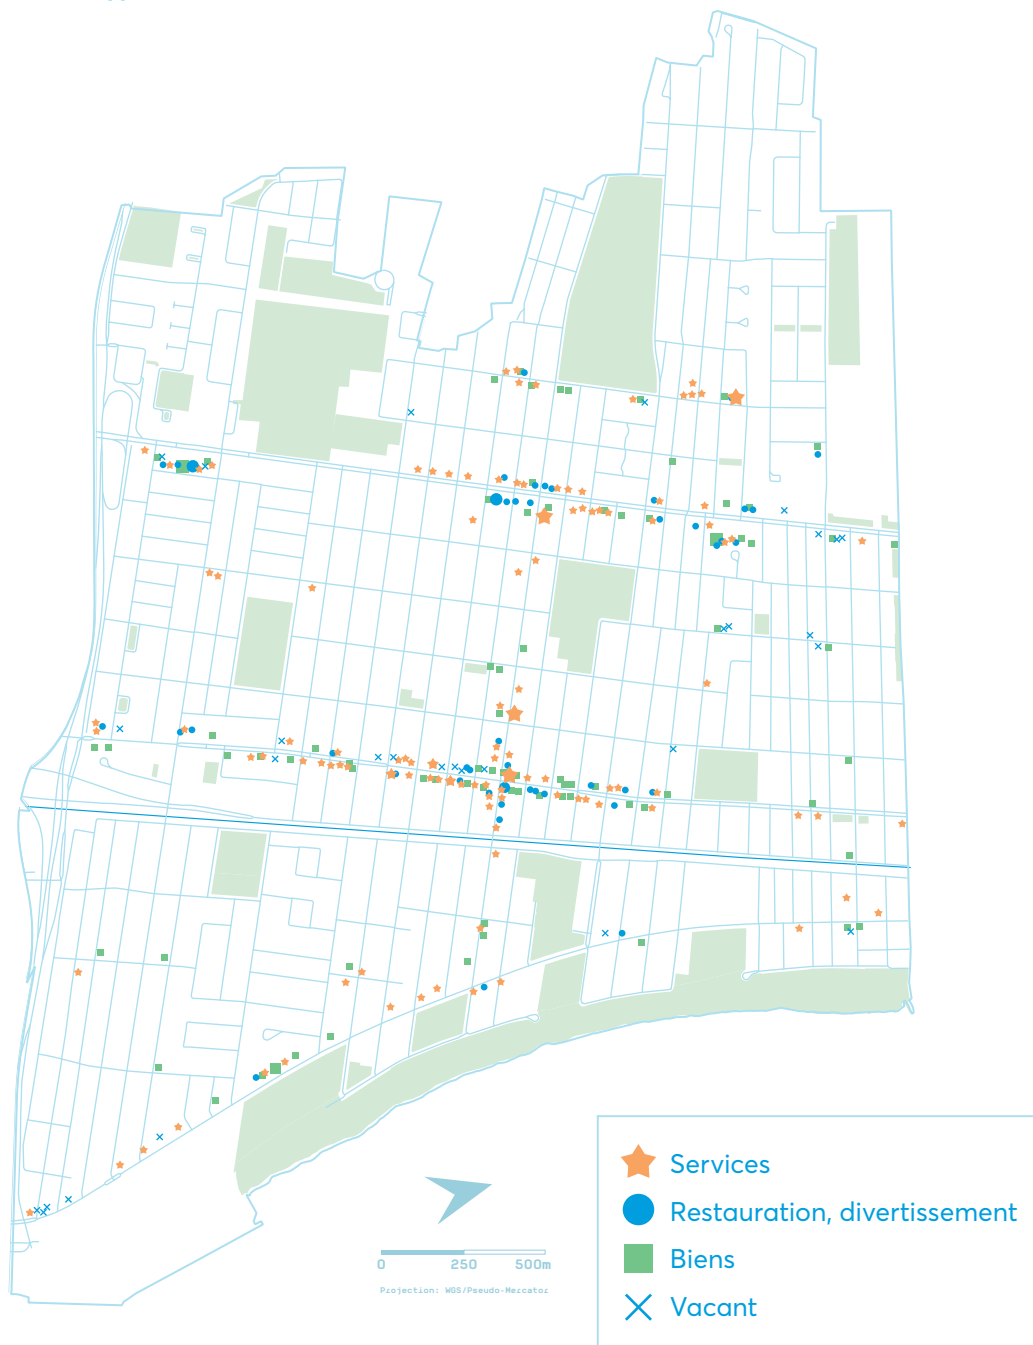 Services
Restauration, divertissement
Biens
Vacant
0 250 500m
Projection: WGS/Pseudo-Mercator